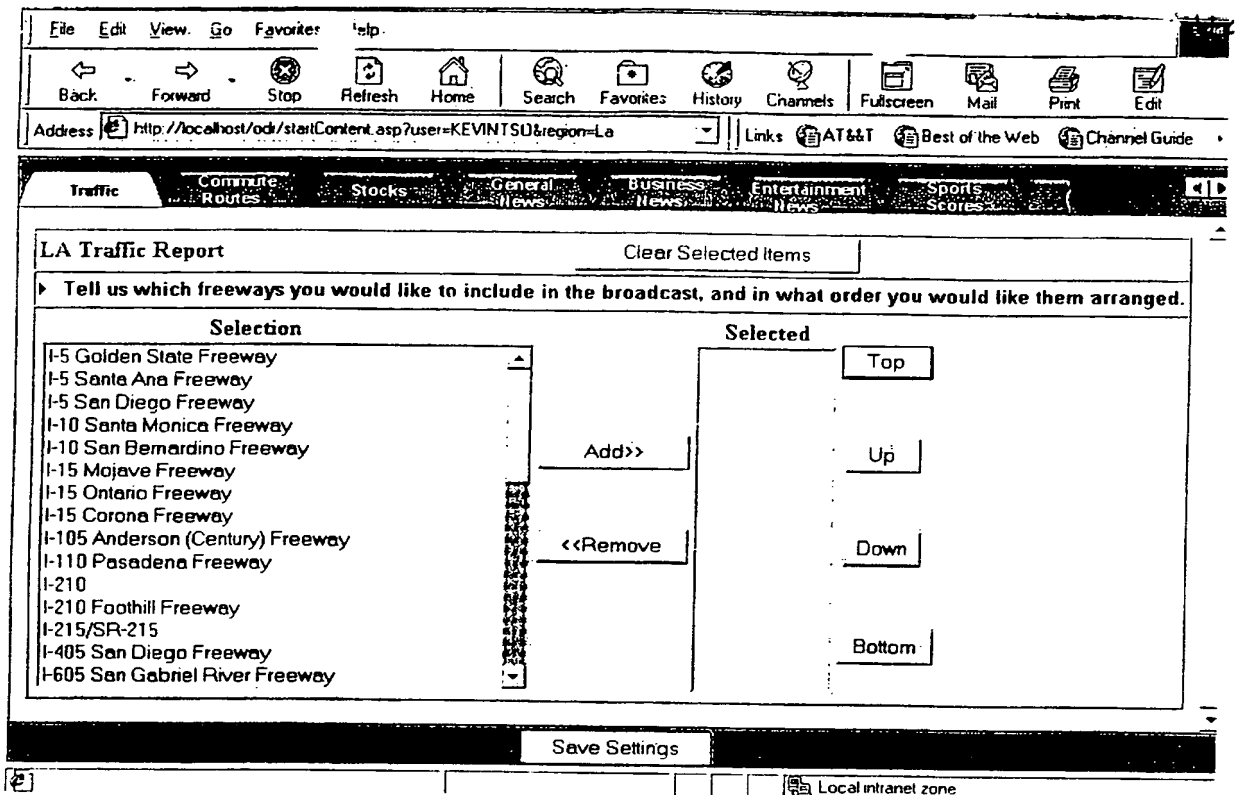 File Edit View Go Favorites
Back Forward Stop Refresh Home Search Favorites History Channels Fullscreen Mail Print Edit
Address http://localhost/odr/startContent.asp?user=KEVINTSU&region=La Links AT&&T Best of the Web Channel Guide
Traffic Commute Routes Stocks General News Business News Entertainment News Sports Scores
LA Traffic Report Clear Selected Items
Tell us which freeways you would like to include in the broadcast, and in what order you would like them arranged.
Selection Selected
I-5 Golden State Freeway
I-5 Santa Ana Freeway
I-5 San Diego Freeway
I-10 Santa Monica Freeway
I-10 San Bernardino Freeway
I-15 Mojave Freeway
I-15 Ontario Freeway
I-15 Corona Freeway
I-105 Anderson (Century) Freeway
I-110 Pasadena Freeway
I-210
I-210 Foothill Freeway
I-215/SR-215
I-405 San Diego Freeway
I-605 San Gabriel River Freeway
Add>>
<<Remove
Top
Up
Down
Bottom
Save Settings
Local intranet zone